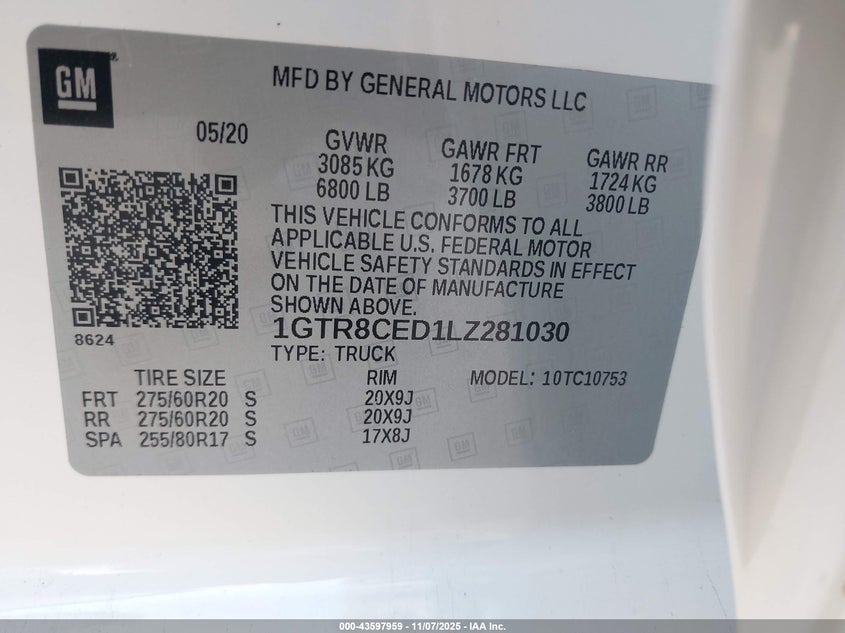 GM
MFD BY GENERAL MOTORS LLC
05/20
GVWR
3085 KG
6800 LB
GAWR FRT
1678 KG
3700 LB
GAWR RR
1724 KG
3800 LB
THIS VEHICLE CONFORMS TO ALL
APPLICABLE U.S. FEDERAL MOTOR
VEHICLE SAFETY STANDARDS IN EFFECT
ON THE DATE OF MANUFACTURE
SHOWN ABOVE.
8624
1GTR8CED1LZ281030
TYPE: TRUCK
TIRE SIZE RIM MODEL: 10TC10753
FRT 275/60R20 S 20X9J
RR 275/60R20 S 20X9J
SPA 255/80R17 S 17X8J
000-43597959 - 11/07/2025 - IAA Inc.